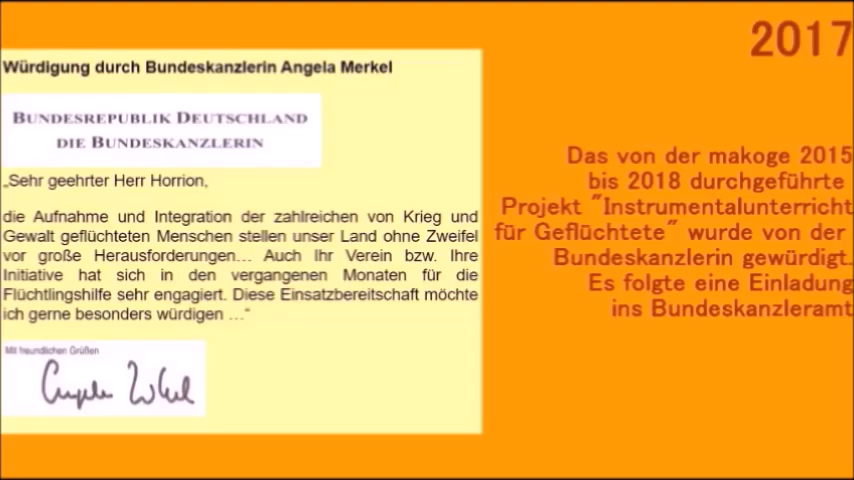 2017
Würdigung durch Bundeskanzlerin Angela Merkel
BUNDESREPUBLIK DEUTSCHLAND
DIE BUNDESKANZLERIN
„Sehr geehrter Herr Horrion,
die Aufnahme und Integration der zahlreichen von Krieg und
Gewalt geflüchteten Menschen stellen unser Land ohne Zweifel
vor große Herausforderungen... Auch Ihr Verein bzw. Ihre
Initiative hat sich in den vergangenen Monaten für die
Flüchtlingshilfe sehr engagiert. Diese Einsatzbereitschaft möchte
ich gerne besonders würdigen ...“
Mit freundlichen Grüßen
Angela Merkel
Das von der makoge 2015
bis 2018 durchgeführte
Projekt "Instrumentalunterricht
für Geflüchtete" wurde von der
Bundeskanzlerin gewürdigt.
Es folgte eine Einladung
ins Bundeskanzleramt